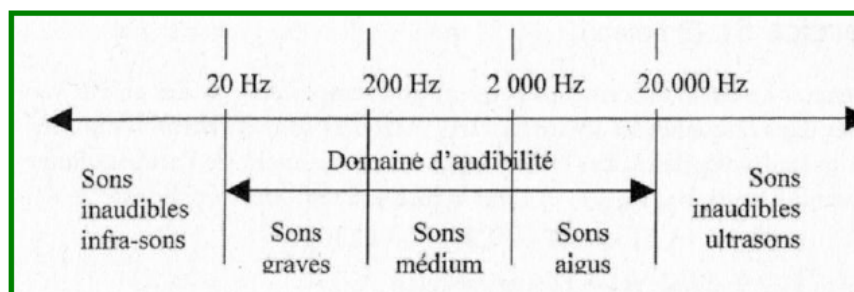 20 Hz 200 Hz 2 000 Hz 20 000 Hz
Domaine d'audibilité
Sons
inaudibles
infra-sons
Sons
graves
Sons
médium
Sons
aigus
Sons
inaudibles
ultrasons